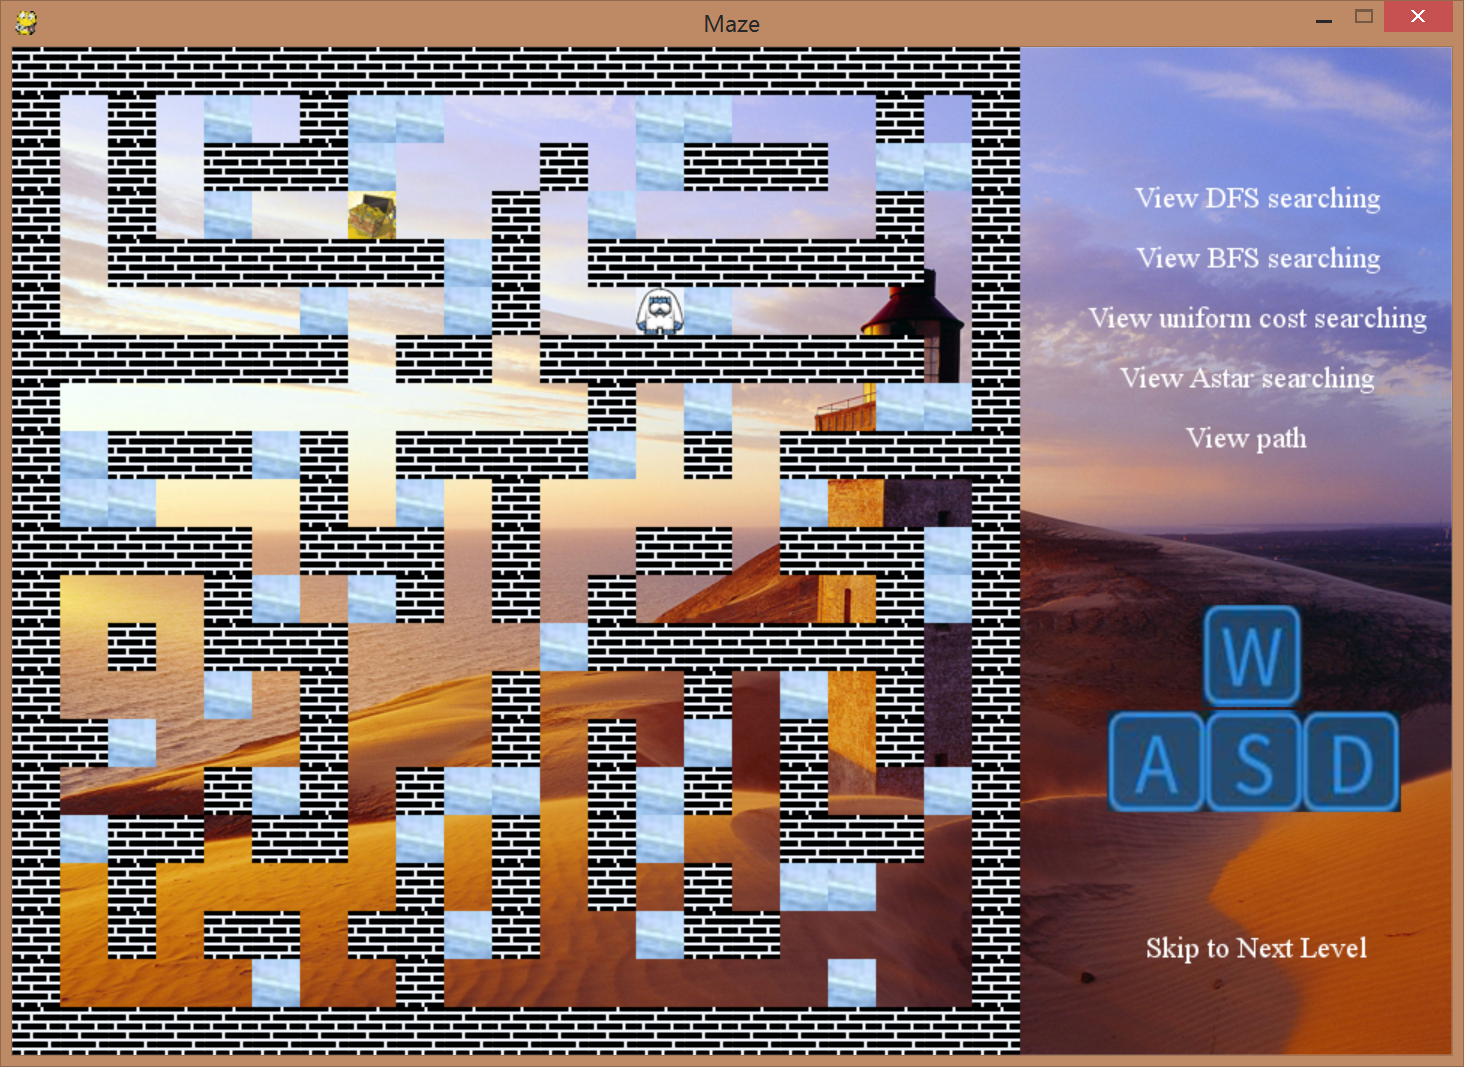 Maze
View DFS searching
View BFS searching
View uniform cost searching
View Astar searching
View path
W
A S D
Skip to Next Level